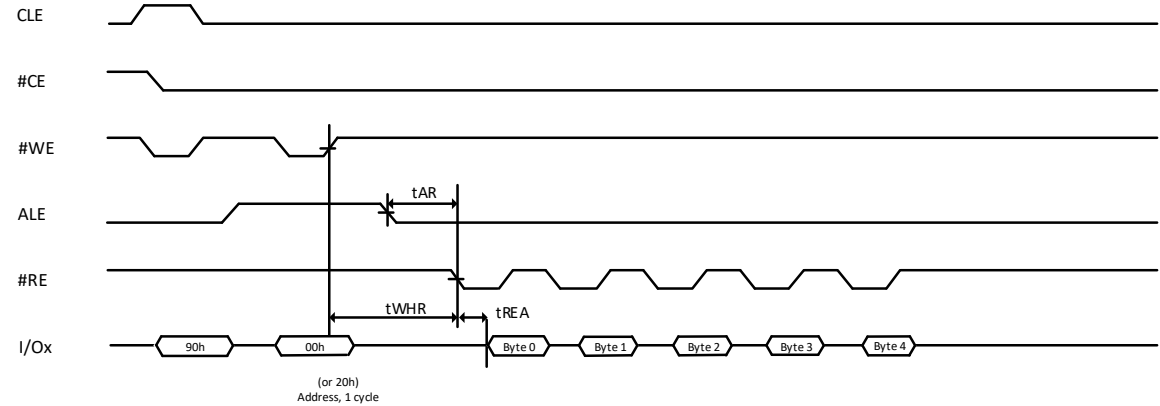 CLE
#CE
#WE
ALE
tAR
#RE
tWHR
tREA
I/Ox
90h
00h
Byte 0
Byte 1
Byte 2
Byte 3
Byte 4
(or 20h)
Address, 1 cycle